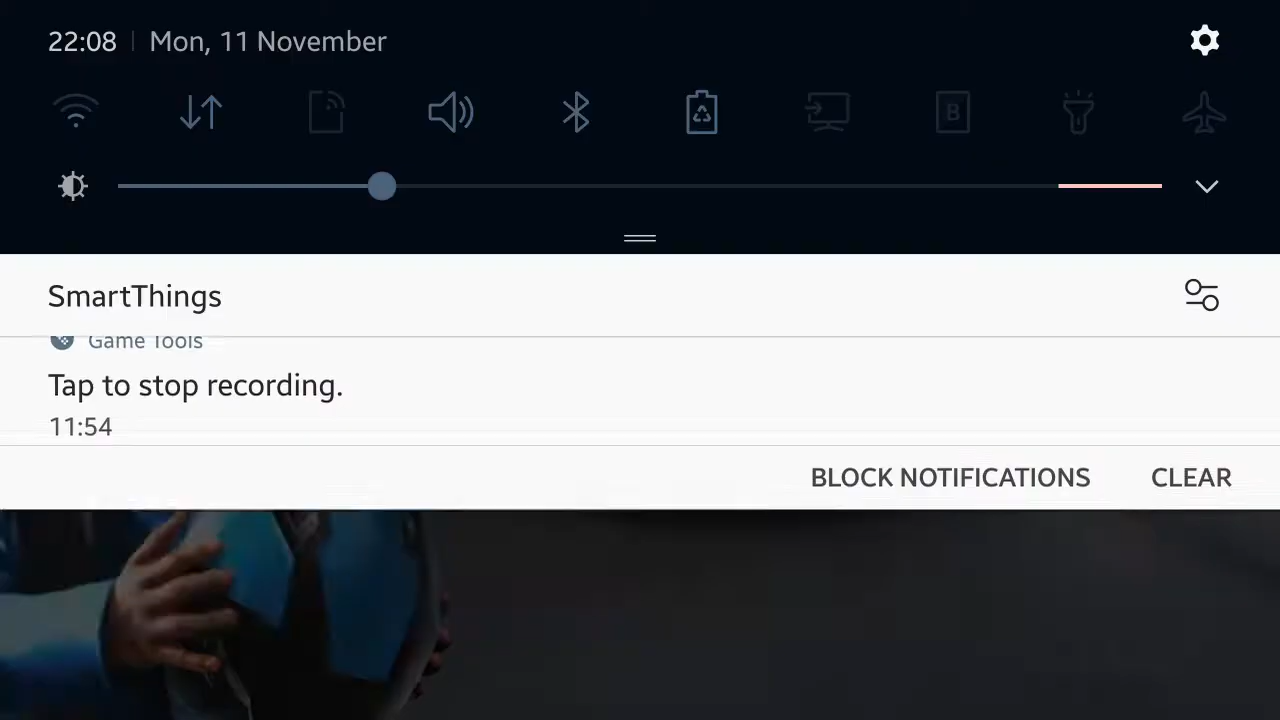 22:08 | Mon, 11 November
B
SmartThings
Game Tools
Tap to stop recording.
11:54
BLOCK NOTIFICATIONS CLEAR